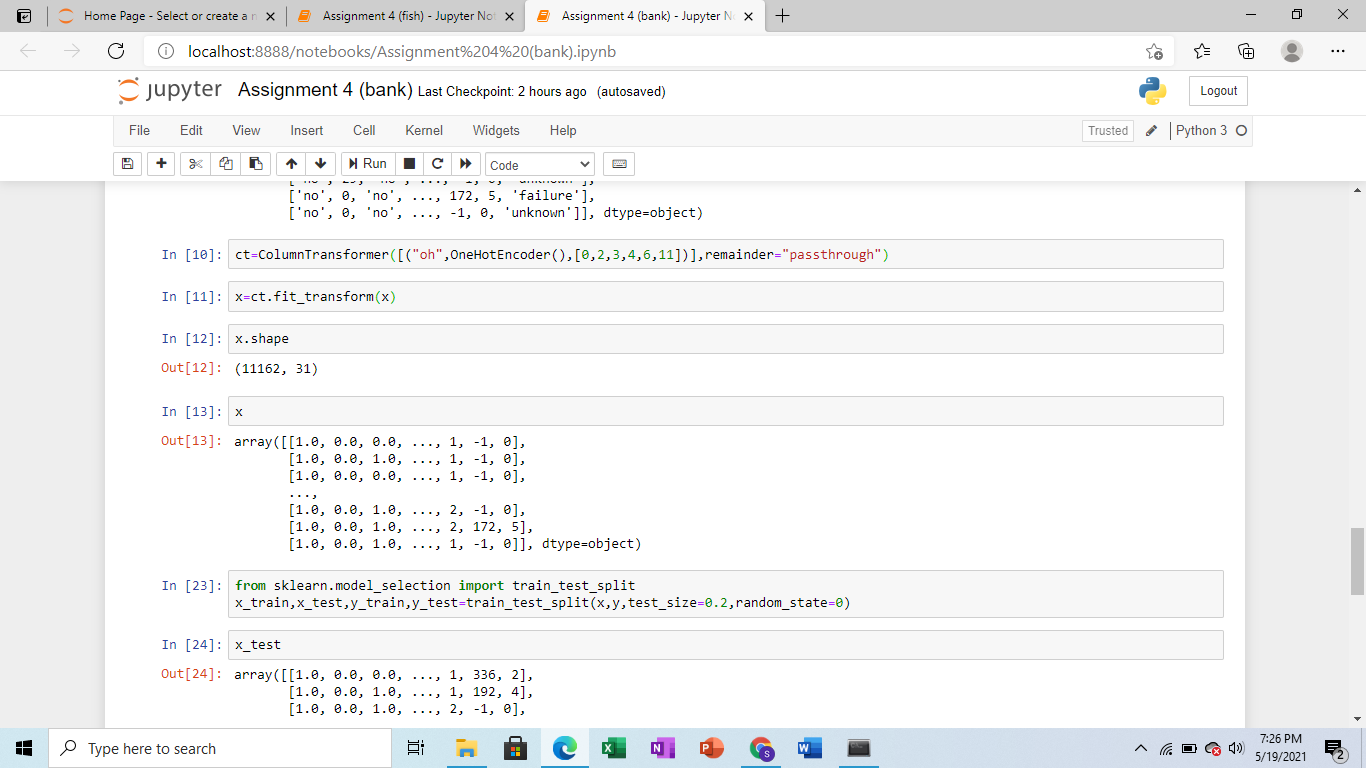 Home Page - Select or create a n
Assignment 4 (fish) - Jupyter Not
Assignment 4 (bank) - Jupyter N
localhost:8888/notebooks/Assignment%204%20(bank).ipynb
jupyter Assignment 4 (bank) Last Checkpoint: 2 hours ago (autosaved)
Logout
File Edit View Insert Cell Kernel Widgets Help
Trusted Python 3
Run Code
['no', 0, 'no', ..., 172, 5, 'failure'],
['no', 0, 'no', ..., -1, 0, 'unknown']], dtype=object)
In [10]: ct=ColumnTransformer([("oh",OneHotEncoder(),[0,2,3,4,6,11])],remainder="passthrough")
In [11]: x=ct.fit_transform(x)
In [12]: x.shape
Out[12]: (11162, 31)
In [13]: x
Out[13]: array([[1.0, 0.0, 0.0, ..., 1, -1, 0],
[1.0, 0.0, 1.0, ..., 1, -1, 0],
[1.0, 0.0, 0.0, ..., 1, -1, 0],
...,
[1.0, 0.0, 1.0, ..., 2, -1, 0],
[1.0, 0.0, 1.0, ..., 2, 172, 5],
[1.0, 0.0, 1.0, ..., 1, -1, 0]], dtype=object)
In [23]: from sklearn.model_selection import train_test_split
x_train,x_test,y_train,y_test=train_test_split(x,y,test_size=0.2,random_state=0)
In [24]: x_test
Out[24]: array([[1.0, 0.0, 0.0, ..., 1, 336, 2],
[1.0, 0.0, 1.0, ..., 1, 192, 4],
[1.0, 0.0, 1.0, ..., 2, -1, 0],
Type here to search
7:26 PM
5/19/2021
2